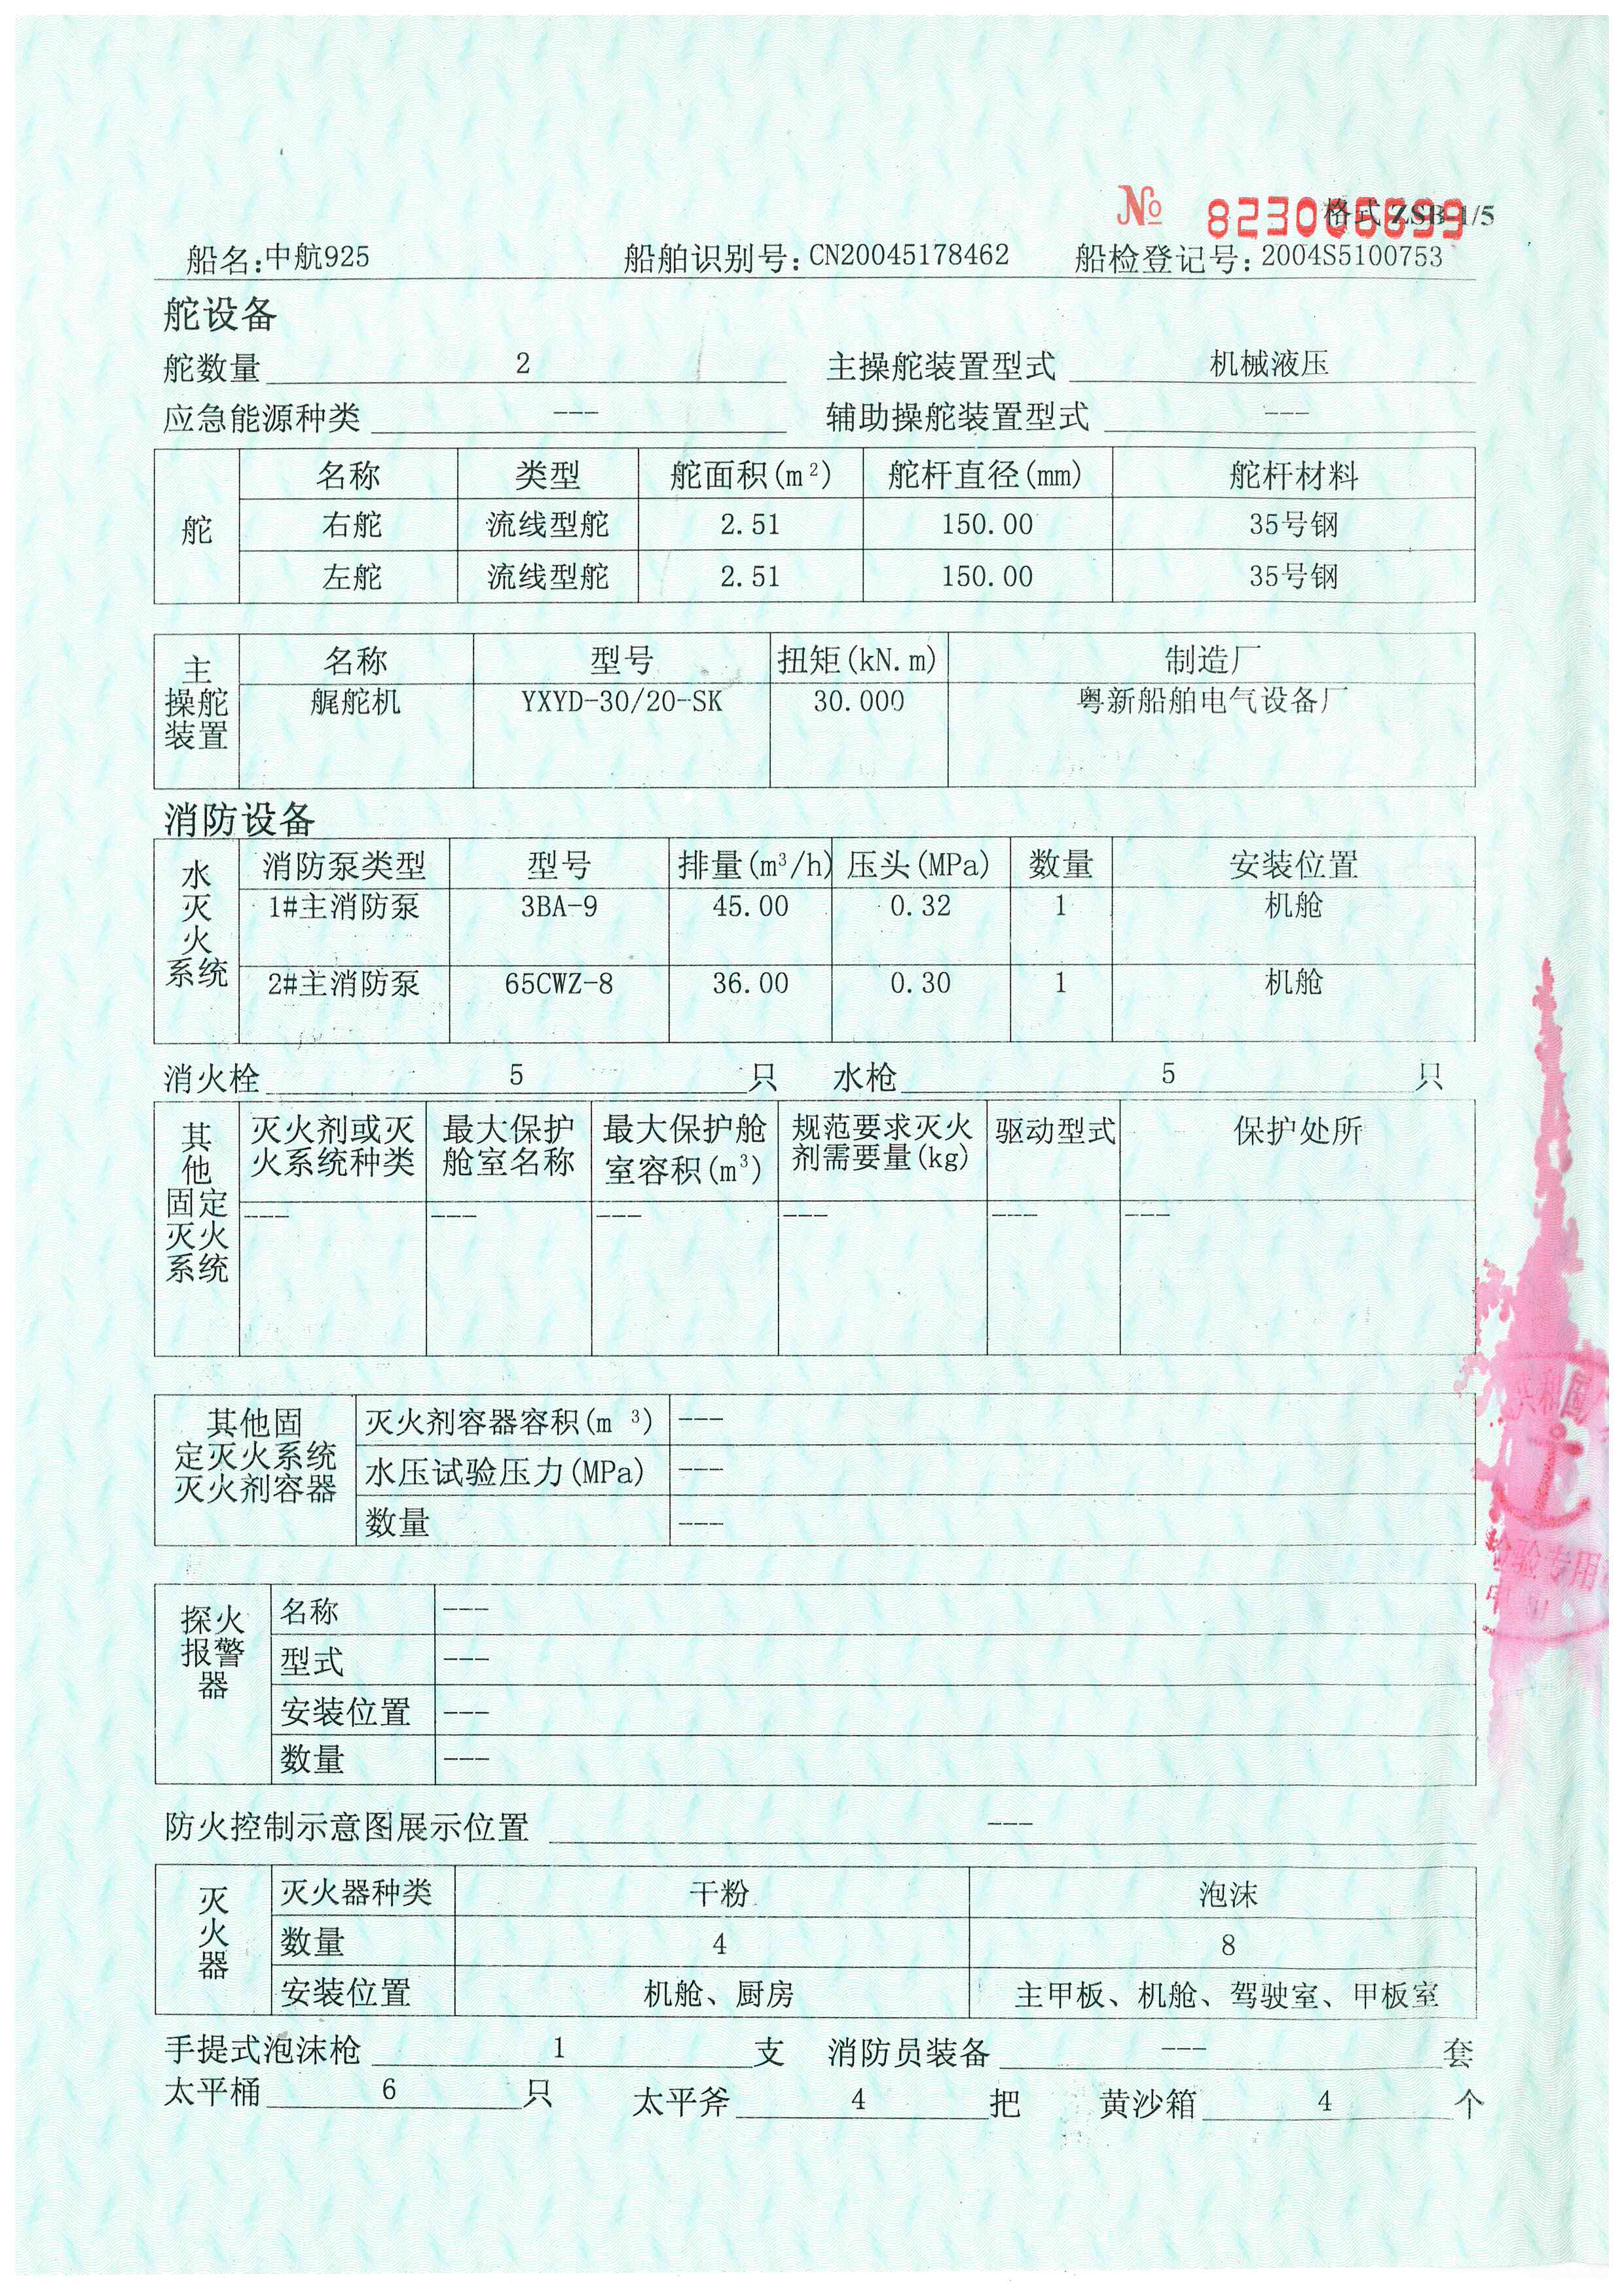 № 823006699
格式 ZSB-1/5
船名:中航925 船舶识别号:CN20045178462 船检登记号:2004S5100753
舵设备
舵数量 2 主操舵装置型式 机械液压
应急能源种类 --- 辅助操舵装置型式 ---
舵
名称 类型 舵面积(m²) 舵杆直径(mm) 舵杆材料
右舵 流线型舵 2.51 150.00 35号钢
左舵 流线型舵 2.51 150.00 35号钢
主
操舵
装置
名称 型号 扭矩(kN.m) 制造厂
艉舵机 YXYD-30/20-SK 30.000 粤新船舶电气设备厂
消防设备
水
灭
火
系统
消防泵类型 型号 排量(m³/h) 压头(MPa) 数量 安装位置
1#主消防泵 3BA-9 45.00 0.32 1 机舱
2#主消防泵 65CWZ-8 36.00 0.30 1 机舱
消火栓 5 只 水枪 5 只
其
他
固定
灭火
系统
灭火剂或灭 最大保护 最大保护舱 规范要求灭火 驱动型式 保护处所
火系统种类 舱室名称 室容积(m³) 剂需要量(kg)
--- --- --- --- --- ---
其他固
定灭火系统
灭火剂容器
灭火剂容器容积(m ³) ---
水压试验压力(MPa) ---
数量 ---
探火
报警
器
名称 ---
型式 ---
安装位置 ---
数量 ---
防火控制示意图展示位置 ---
灭
火
器
灭火器种类 干粉 泡沫
数量 4 8
安装位置 机舱、厨房 主甲板、机舱、驾驶室、甲板室
手提式泡沫枪 1 支 消防员装备 --- 套
太平桶 6 只 太平斧 4 把 黄沙箱 4 个
共和国
检验专用